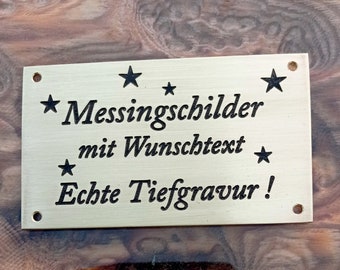 Messingschilder
mit Wunschtext
Echte Tiefgravur !